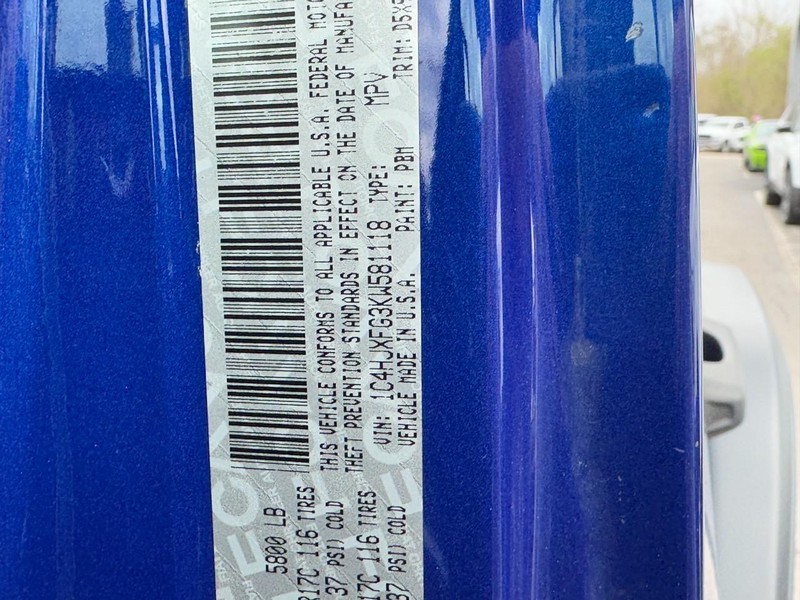 5800 LB
R17C 116 TIRES
37 PSI) COLD
17C 116 TIRES
37 PSI) COLD
THIS VEHICLE CONFORMS TO ALL APPLICABLE U.S.A. FEDERAL
THEFT PREVENTION STANDARDS IN EFFECT ON THE DATE OF
VIN: 1C4HJXFG3KW581118 TYPE: MPV
VEHICLE MADE IN U.S.A. PAINT: PBM TRIM: